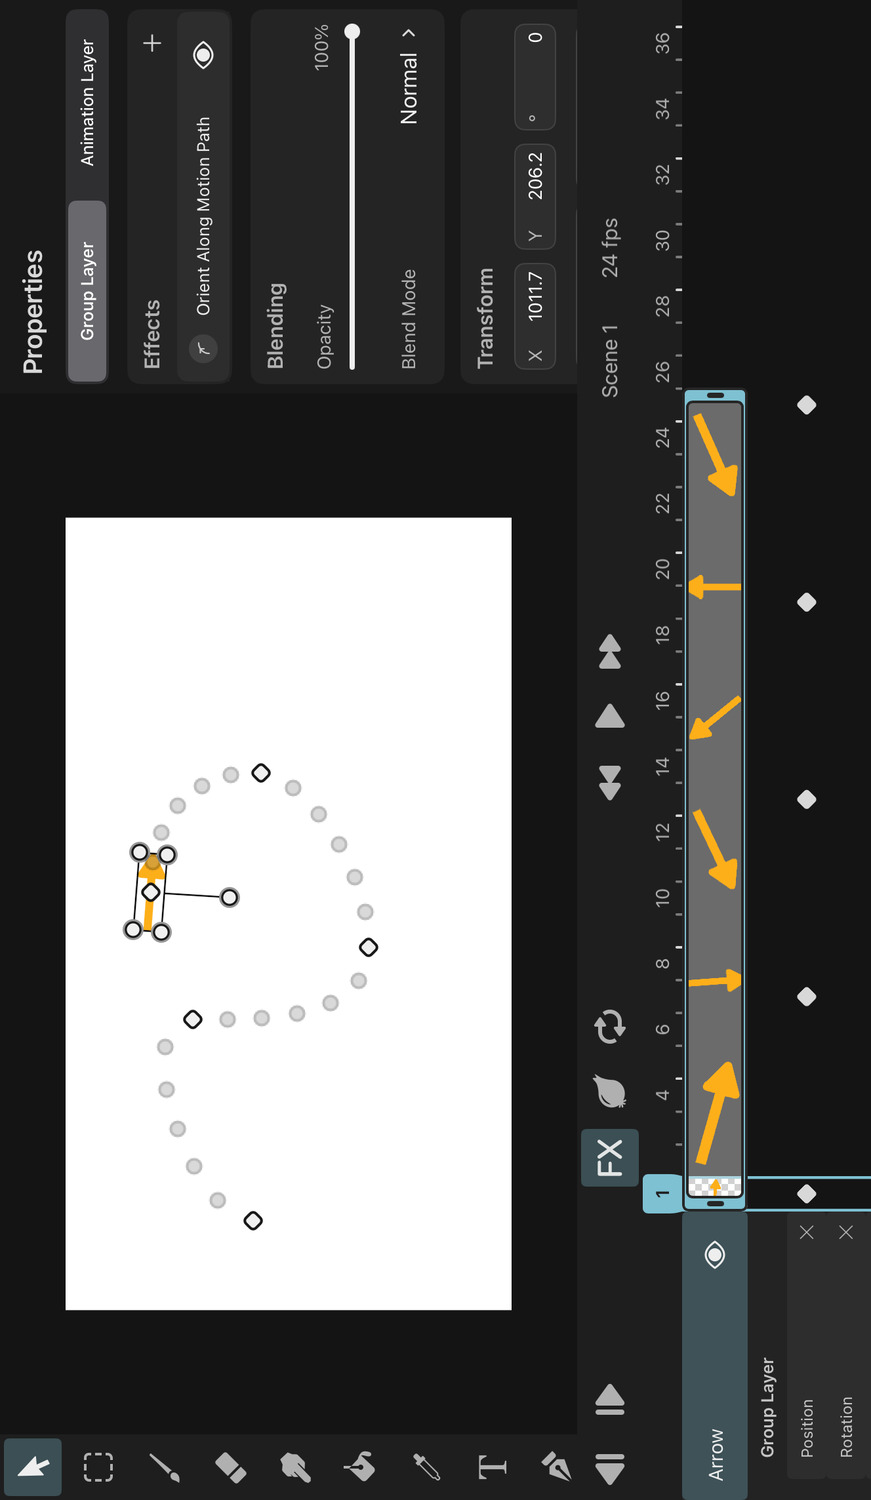 Properties
Group Layer Animation Layer
Effects
Orient Along Motion Path
Blending
Opacity 100%
Blend Mode Normal
Transform
X 1011.7 Y 206.2 ° 0
T
FX Scene 1 24 fps
1 4 6 8 10 12 14 16 18 20 22 24 26 28 30 32 34 36
Arrow
Group Layer
Position
Rotation